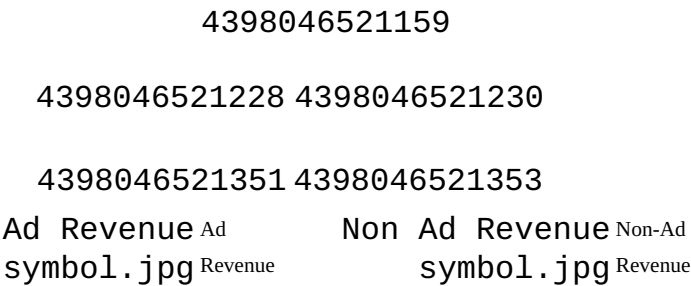 4398046521159
4398046521228 4398046521230
4398046521351 4398046521353
Ad Revenue symbol.jpg Ad Revenue
Non Ad Revenue symbol.jpg Non-Ad Revenue